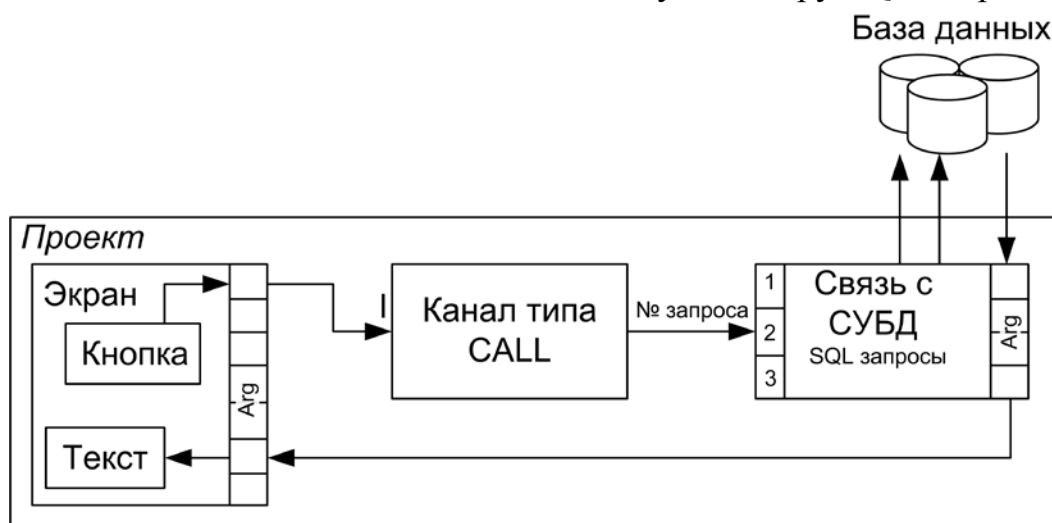 База данных
Проект
Экран
Кнопка
Текст
Arg
I
Канал типа
CALL
№ запроса
1
2
3
Связь с
СУБД
SQL запросы
Arg